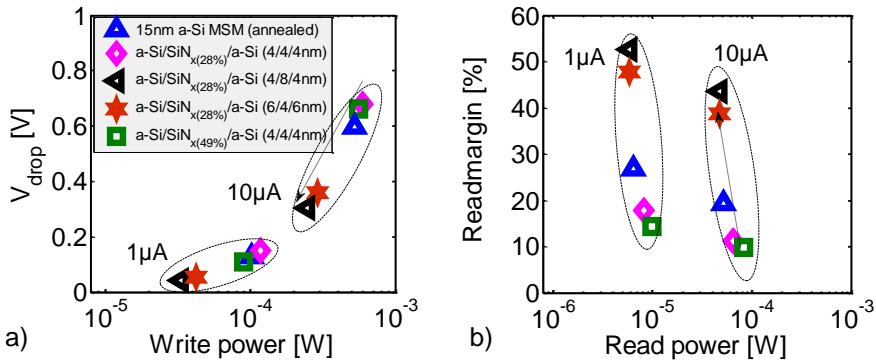 1
0.8
0.6
0.4
0.2
0
V_drop [V]
15nm a-Si MSM (annealed)
a-Si/SiN_x(28%)/a-Si (4/4/4nm)
a-Si/SiN_x(28%)/a-Si (4/8/4nm)
a-Si/SiN_x(28%)/a-Si (6/4/6nm)
a-Si/SiN_x(49%)/a-Si (4/4/4nm)
10µA
1µA
10^-5 10^-4 10^-3
a) Write power [W]
60
50
40
30
20
10
0
Readmargin [%]
1µA
10µA
10^-6 10^-5 10^-4 10^-3
b) Read power [W]